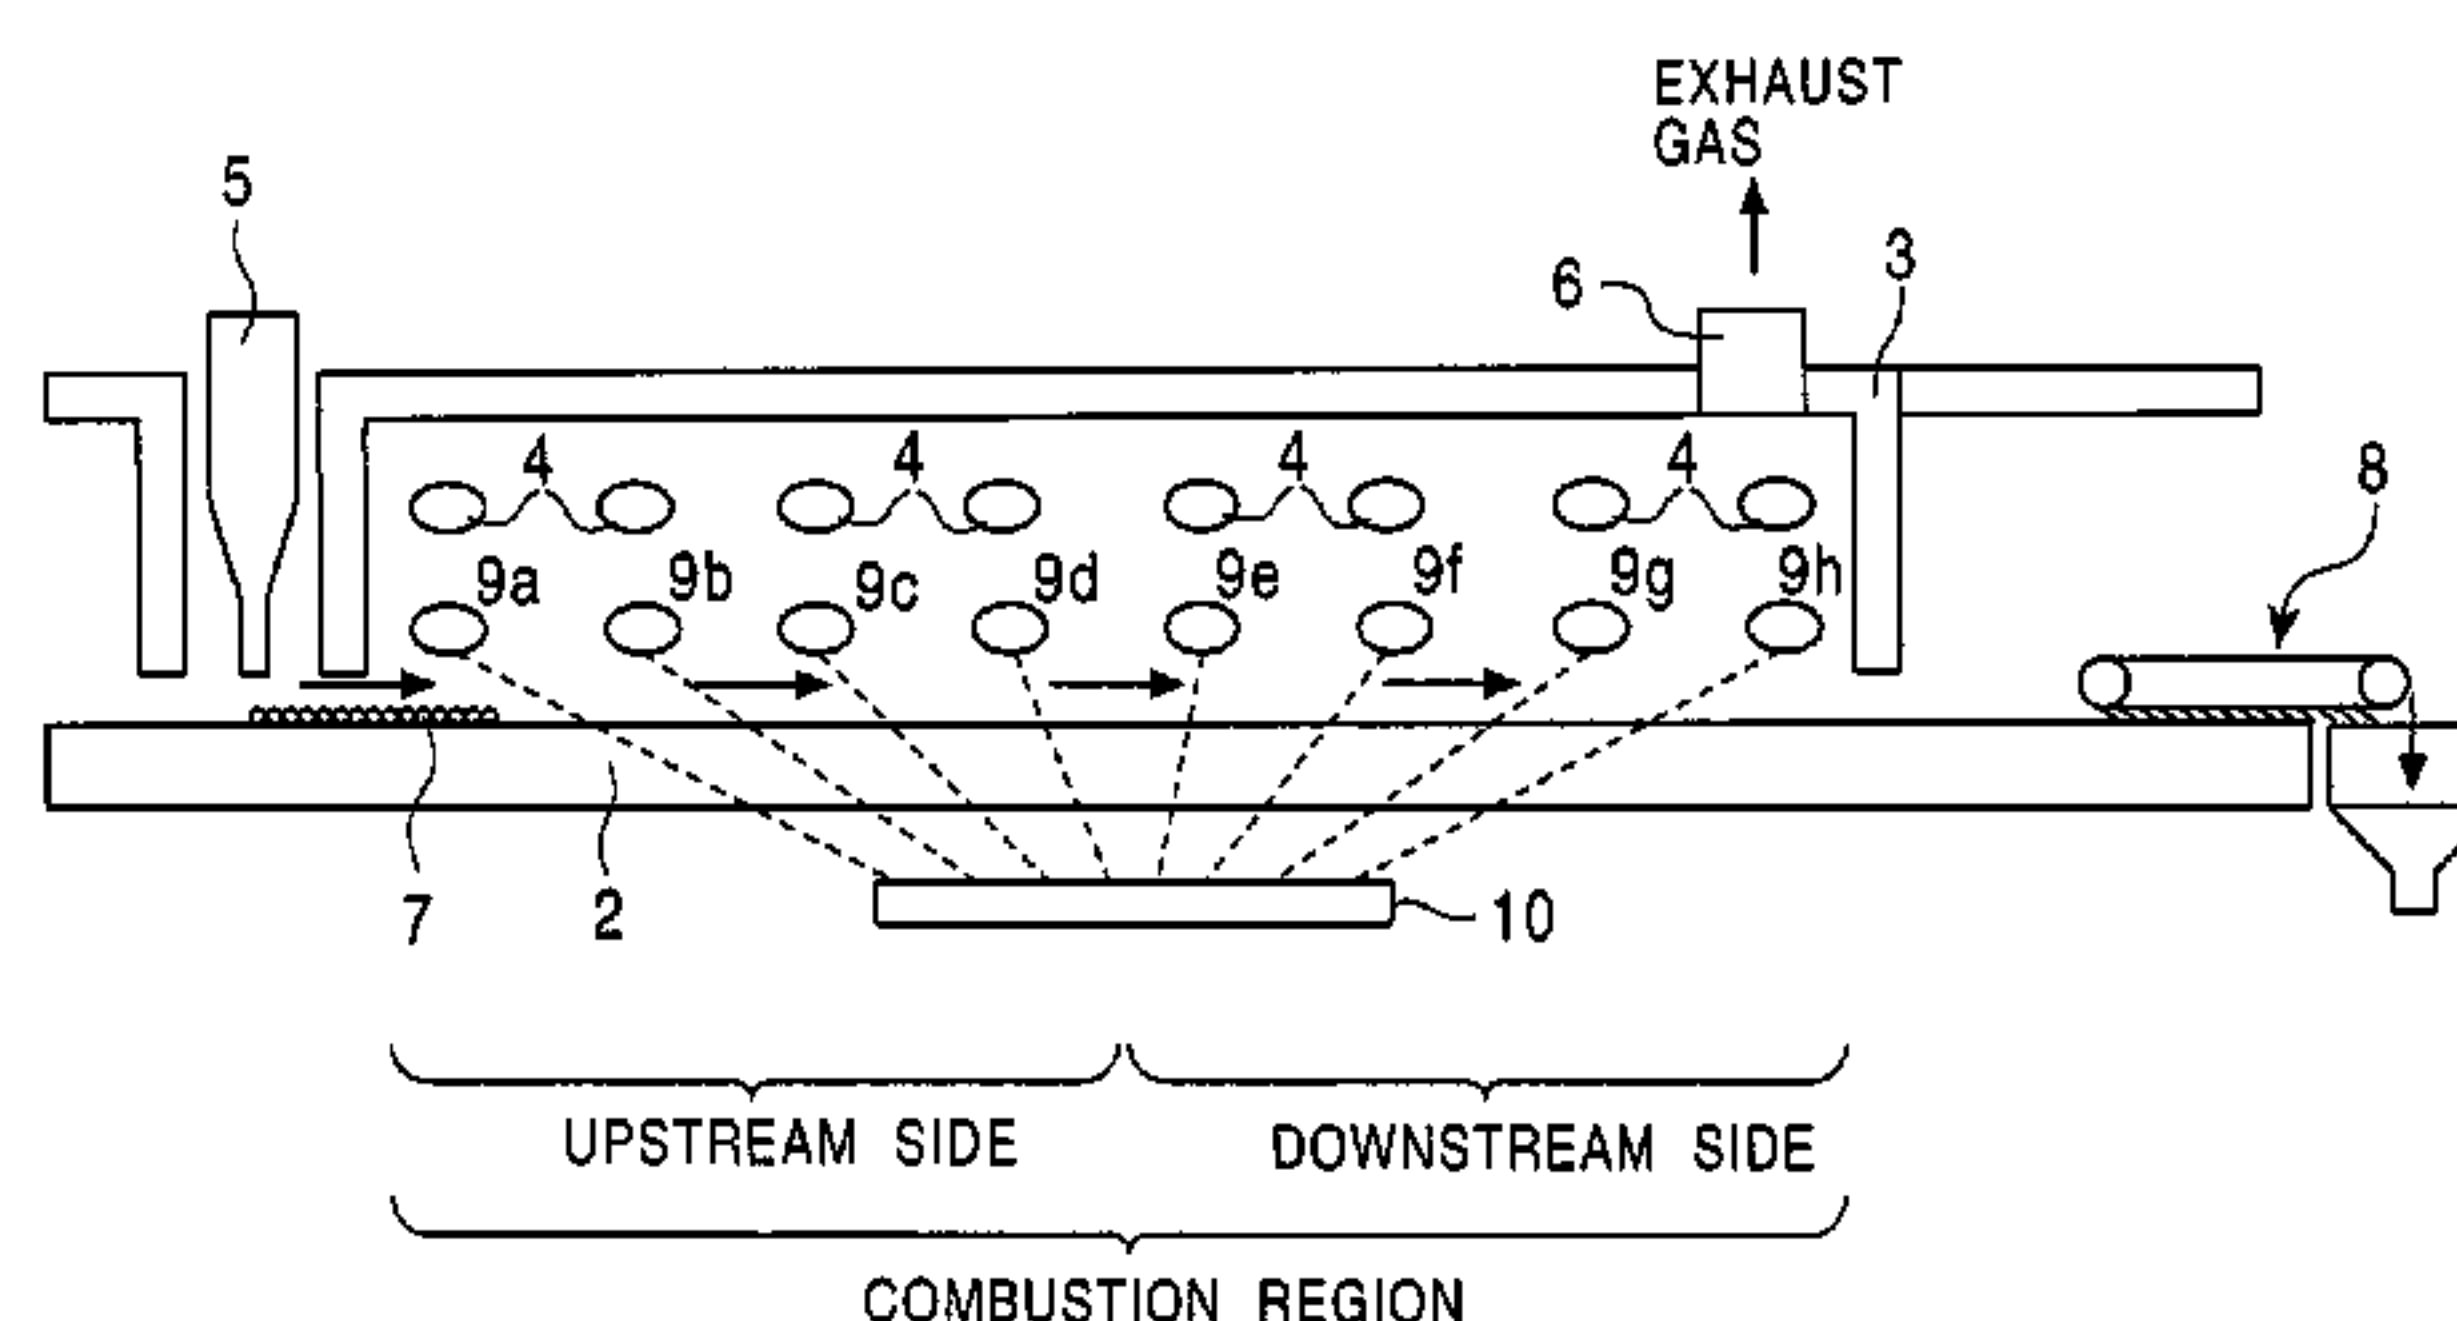 EXHAUST
GAS
5
6
3
4 4 4 4
8
9a 9b 9c 9d 9e 9f 9g 9h
7
2
10
UPSTREAM SIDE
DOWNSTREAM SIDE
COMBUSTION REGION